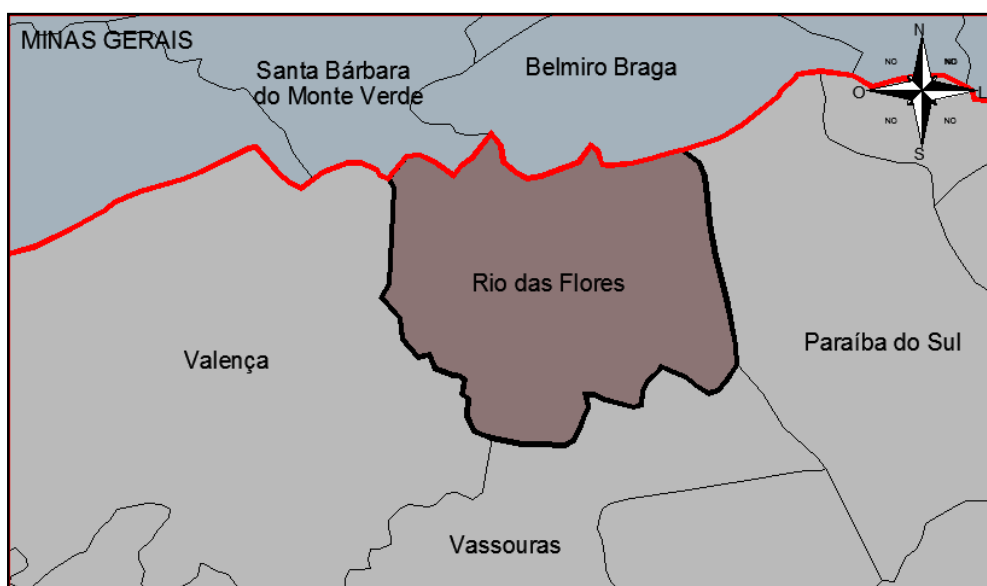 MINAS GERAIS
Santa Bárbara
do Monte Verde
Belmiro Braga
N
NO
NO
O
L
NO
NO
S
Rio das Flores
Valença
Paraíba do Sul
Vassouras